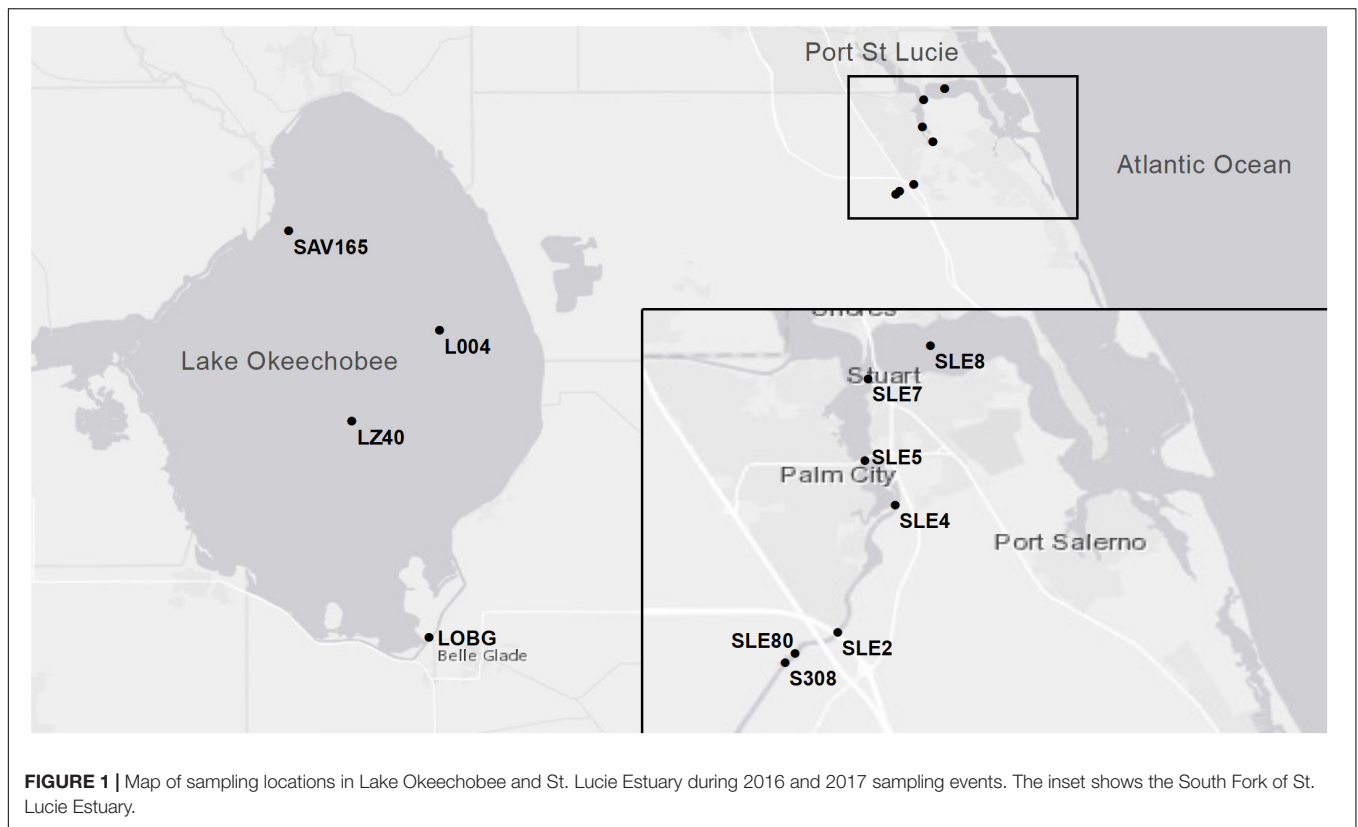 Port St Lucie
Atlantic Ocean
SAV165
L004
Lake Okeechobee
LZ40
LOBG
Belle Glade
Shores
SLE8
Stuart
SLE7
SLE5
Palm City
SLE4
Port Salerno
SLE80
SLE2
S308
FIGURE 1 | Map of sampling locations in Lake Okeechobee and St. Lucie Estuary during 2016 and 2017 sampling events. The inset shows the South Fork of St.
Lucie Estuary.